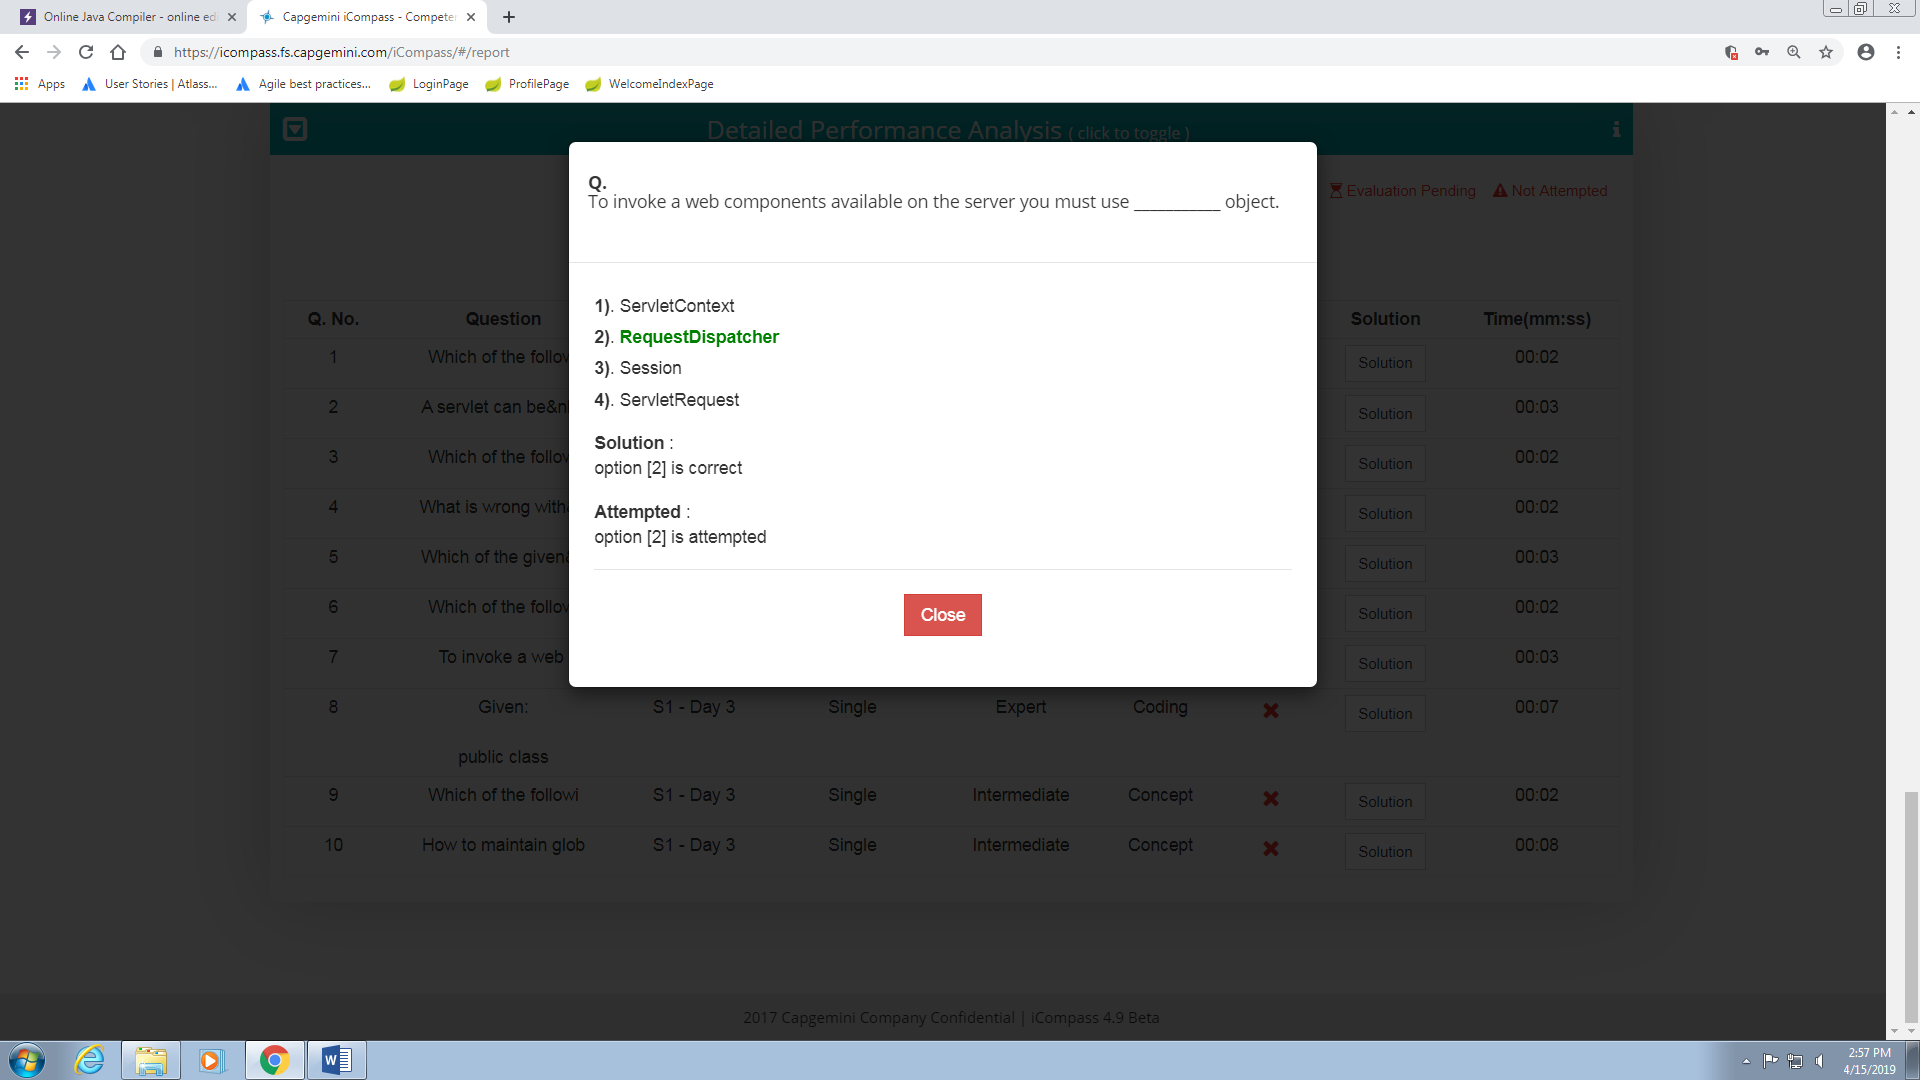 Online Java Compiler - online ed
Capgemini iCompass - Compete
https://icompass.fs.capgemini.com/iCompass/#/report
Apps
User Stories | Atlass...
Agile best practices...
LoginPage
ProfilePage
WelcomeIndexPage
Detailed Performance Analysis ( click to toggle )
Evaluation Pending
Not Attempted
Q.
To invoke a web components available on the server you must use ___________ object.
1). ServletContext
2). RequestDispatcher
3). Session
4). ServletRequest
Solution :
option [2] is correct
Attempted :
option [2] is attempted
Close
Q. No. Question Solution Time(mm:ss)
1 Which of the follov Solution 00:02
2 A servlet can be&n Solution 00:03
3 Which of the follov Solution 00:02
4 What is wrong with Solution 00:02
5 Which of the given Solution 00:03
6 Which of the follov Solution 00:02
7 To invoke a web Solution 00:03
8 Given: S1 - Day 3 Single Expert Coding Solution 00:07
public class
9 Which of the followi S1 - Day 3 Single Intermediate Concept Solution 00:02
10 How to maintain glob S1 - Day 3 Single Intermediate Concept Solution 00:08
2017 Capgemini Company Confidential | iCompass 4.9 Beta
2:57 PM
4/15/2019